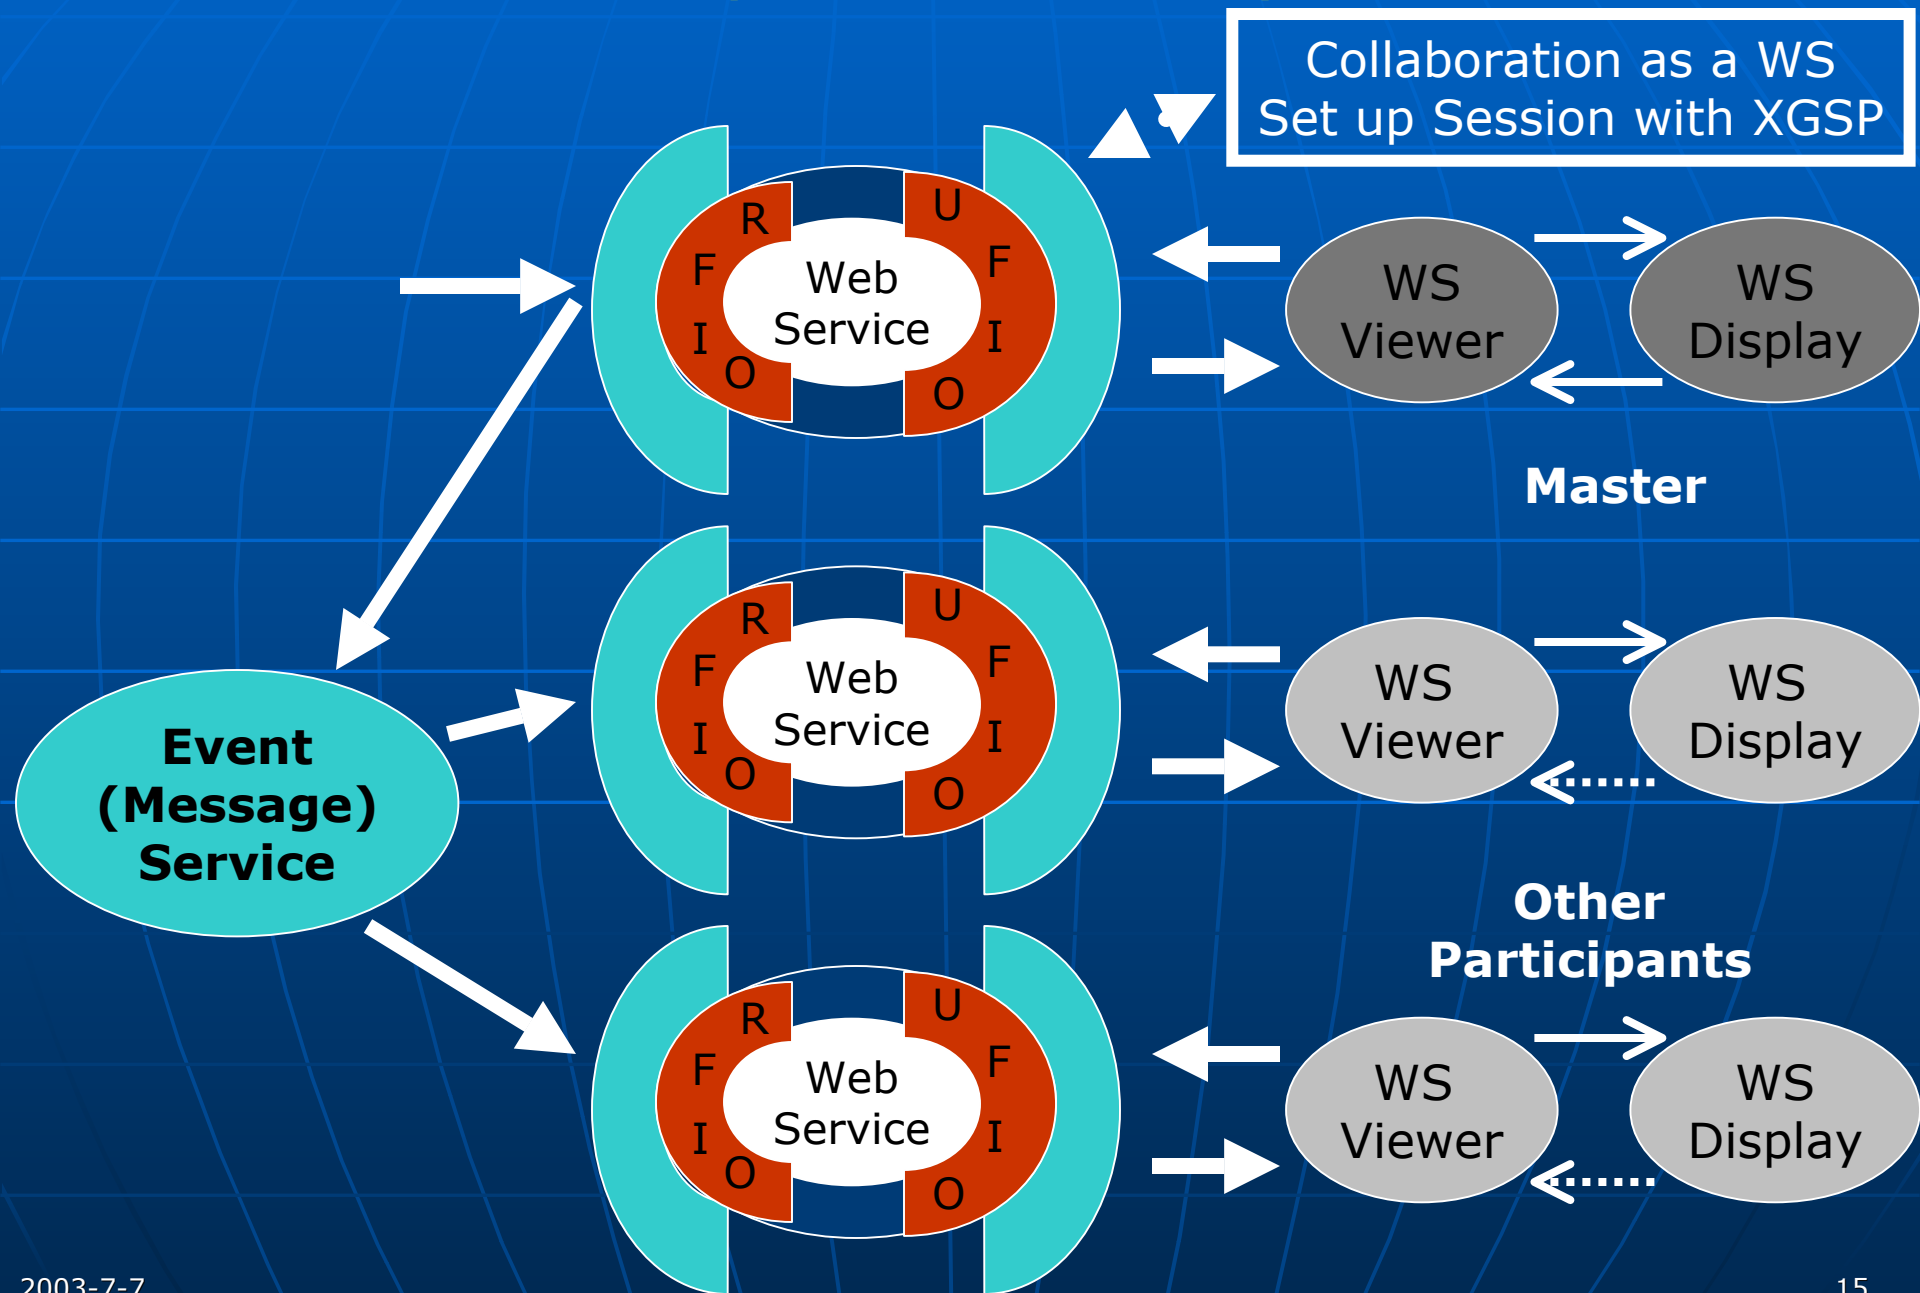 Collaboration as a WS
Set up Session with XGSP
R
F
I
O
Web
Service
U
F
I
O
WS
Viewer
WS
Display
Master
R
F
I
O
Web
Service
U
F
I
O
WS
Viewer
WS
Display
Event
(Message)
Service
Other
Participants
R
F
I
O
Web
Service
U
F
I
O
WS
Viewer
WS
Display
2003-7-7
15